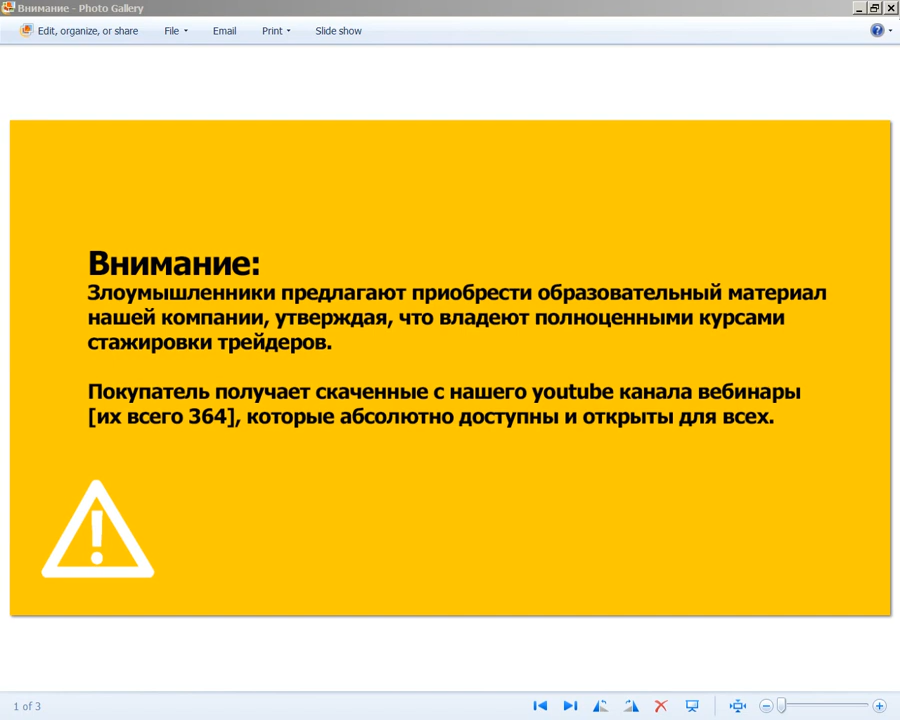 Внимание - Photo Gallery
Edit, organize, or share File Email Print Slide show
Внимание:
Злоумышленники предлагают приобрести образовательный материал
нашей компании, утверждая, что владеют полноценными курсами
стажировки трейдеров.
Покупатель получает скаченные с нашего youtube канала вебинары
[их всего 364], которые абсолютно доступны и открыты для всех.
1 of 3